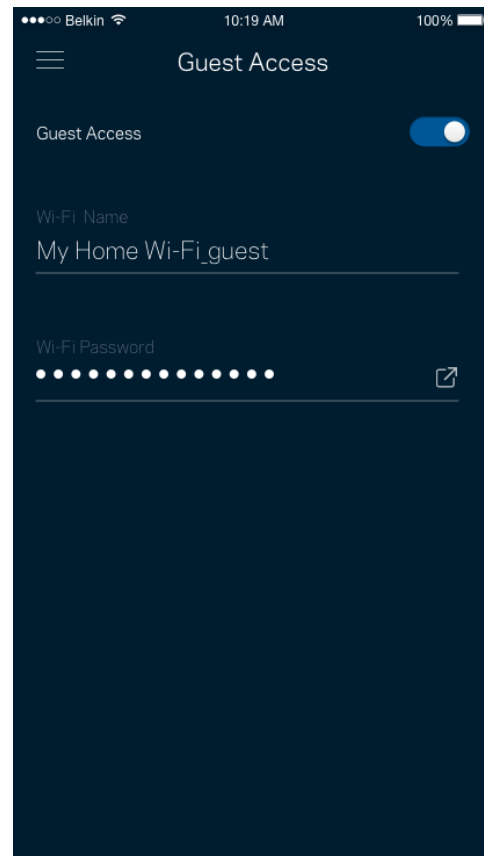 ●●●○○ Belkin 10:19 AM 100%
Guest Access
Guest Access
Wi-Fi Name
My Home Wi-Fi_guest
Wi-Fi Password
●●●●●●●●●●●●●●